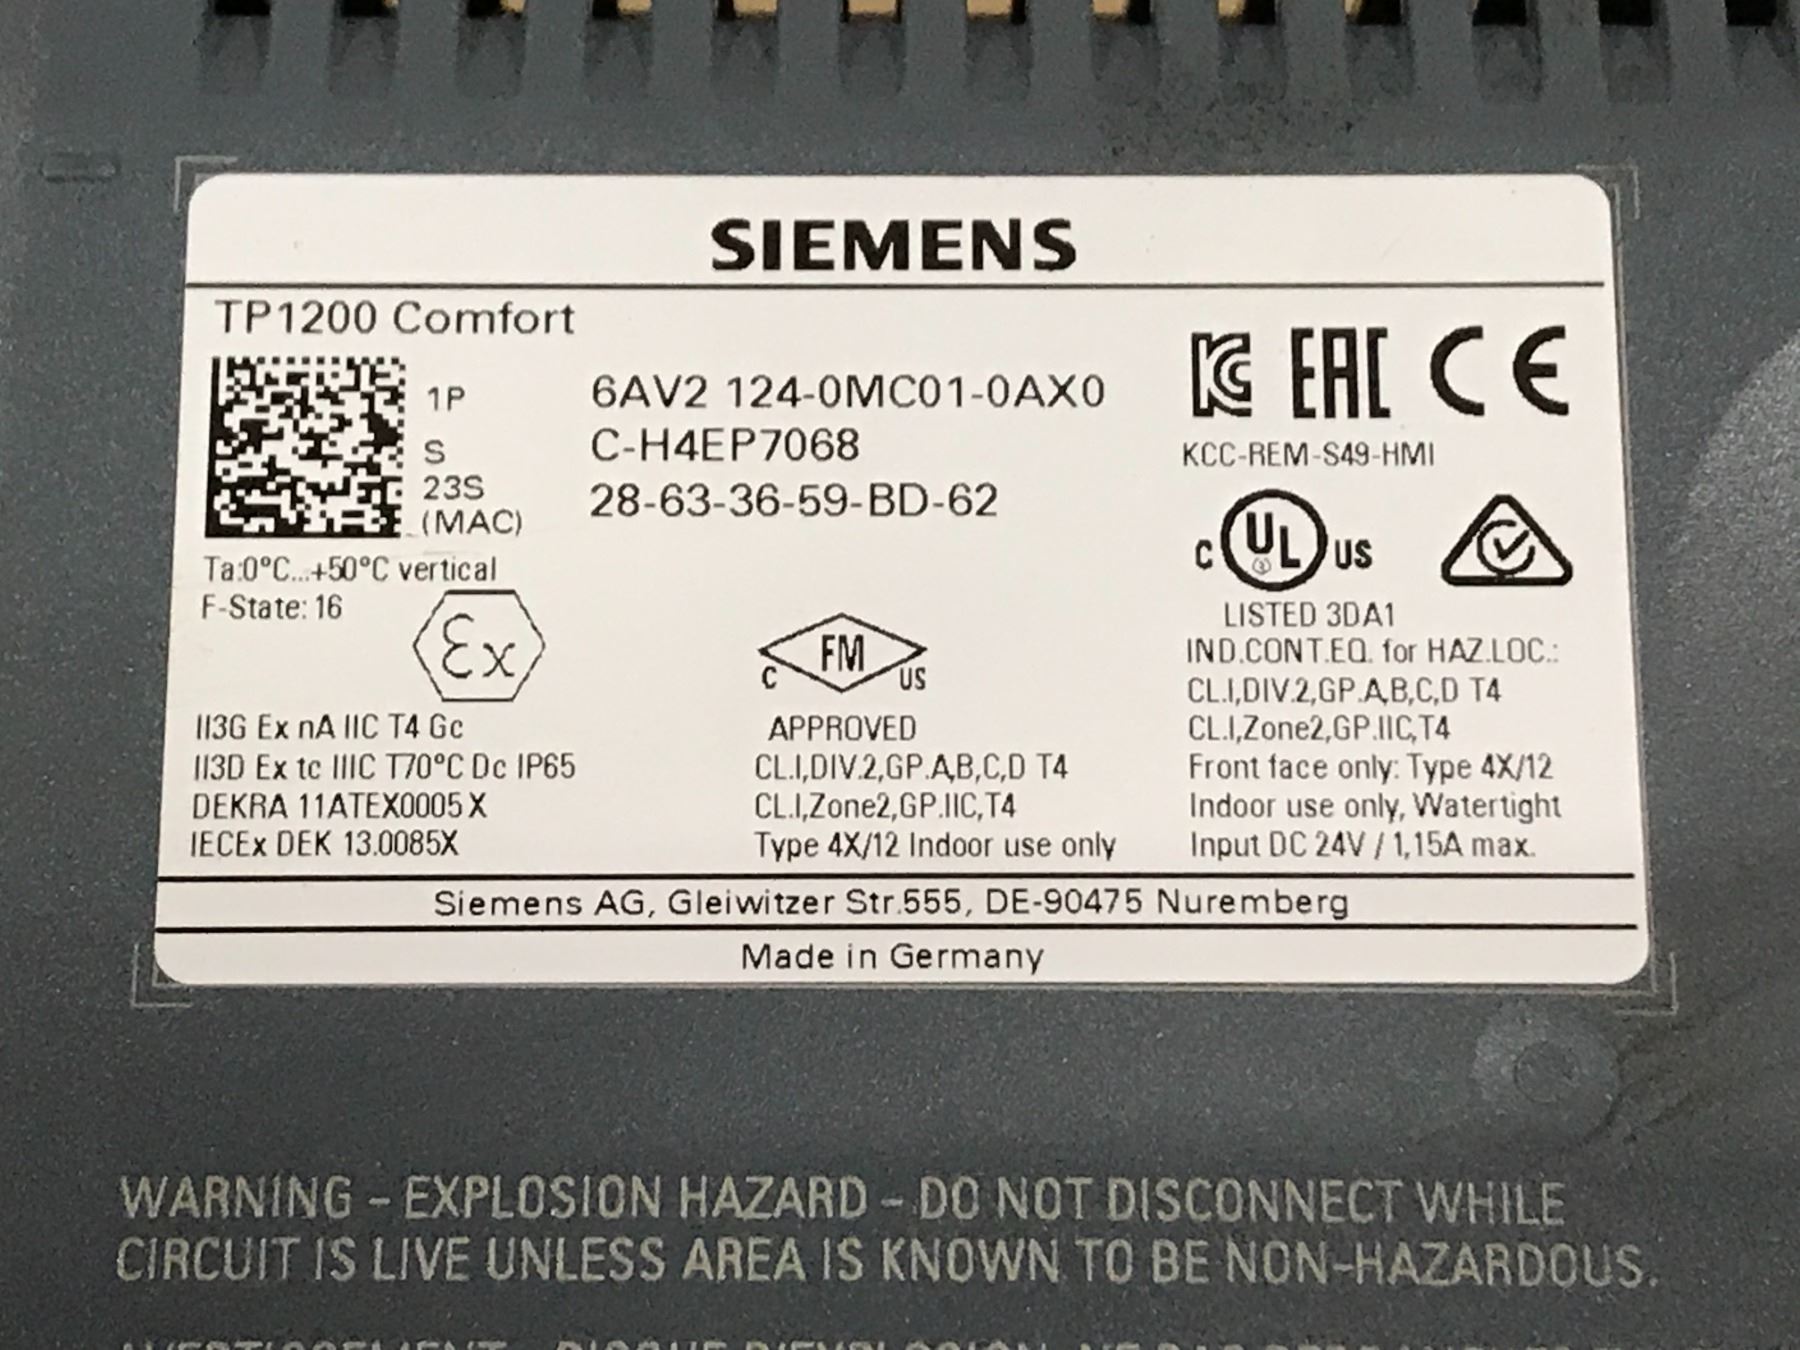 SIEMENS
TP1200 Comfort
1P 6AV2 124-0MC01-0AX0
S C-H4EP7068
23S (MAC) 28-63-36-59-BD-62
Ta:0°C...+50°C vertical
F-State: 16
Ex
II3G Ex nA IIC T4 Gc
II3D Ex tc IIIC T70°C Dc IP65
DEKRA 11ATEX0005 X
IECEx DEK 13.0085X
C FM US
APPROVED
CL.I,DIV.2,GP.A,B,C,D T4
CL.I,Zone2,GP.IIC,T4
Type 4X/12 Indoor use only
KC EAC CE
KCC-REM-S49-HMI
C UL US
LISTED 3DA1
IND.CONT.EQ. for HAZ.LOC.:
CL.I,DIV.2,GP.A,B,C,D T4
CL.I,Zone2,GP.IIC,T4
Front face only: Type 4X/12
Indoor use only, Watertight
Input DC 24V / 1,15A max.
Siemens AG, Gleiwitzer Str.555, DE-90475 Nuremberg
Made in Germany
WARNING – EXPLOSION HAZARD – DO NOT DISCONNECT WHILE
CIRCUIT IS LIVE UNLESS AREA IS KNOWN TO BE NON–HAZARDOUS.